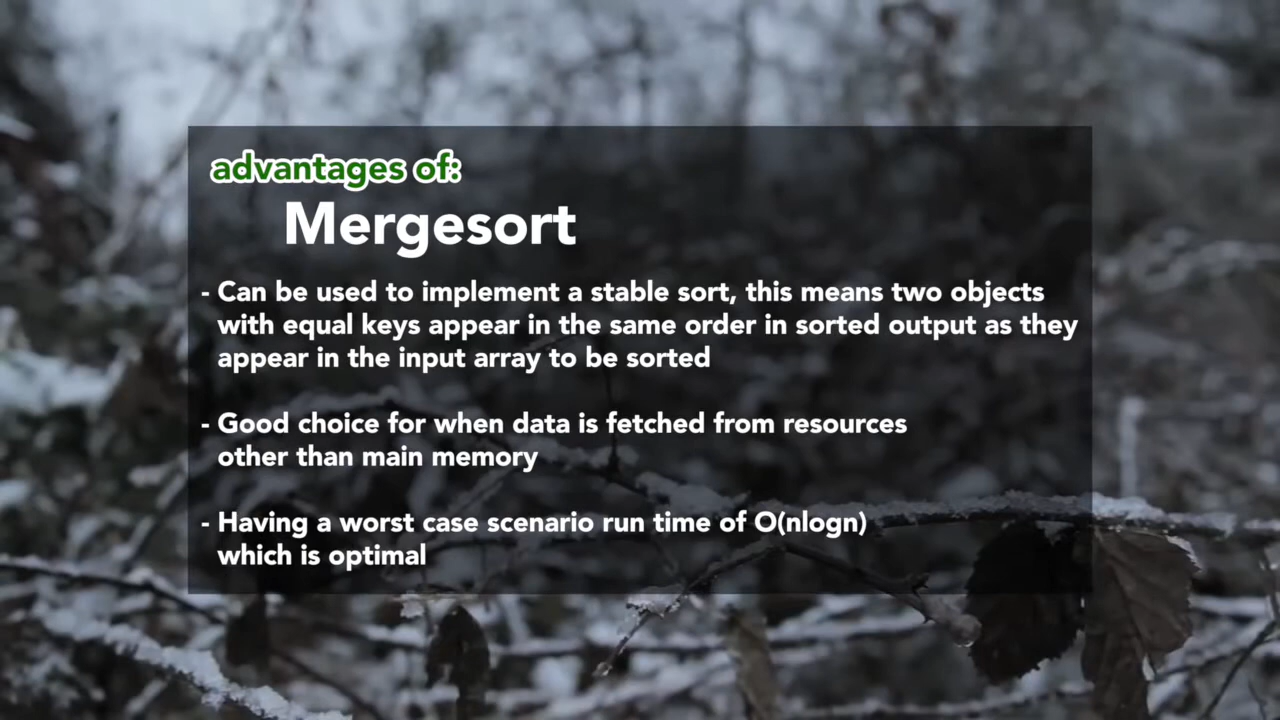 advantages of:
Mergesort
- Can be used to implement a stable sort, this means two objects
with equal keys appear in the same order in sorted output as they
appear in the input array to be sorted
- Good choice for when data is fetched from resources
other than main memory
- Having a worst case scenario run time of O(nlogn)
which is optimal